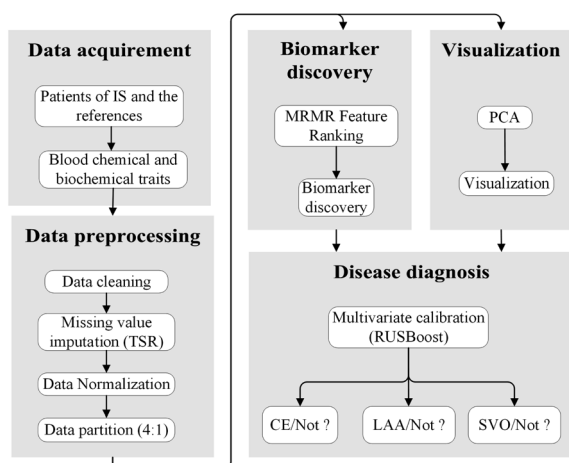 Data acquirement
Patients of IS and the
references
Blood chemical and
biochemical traits
Data preprocessing
Data cleaning
Missing value
imputation (TSR)
Data Normalization
Data partition (4:1)
Biomarker
discovery
MRMR Feature
Ranking
Biomarker
discovery
Visualization
PCA
Visualization
Disease diagnosis
Multivariate calibration
(RUSBoost)
CE/Not ?
LAA/Not ?
SVO/Not ?